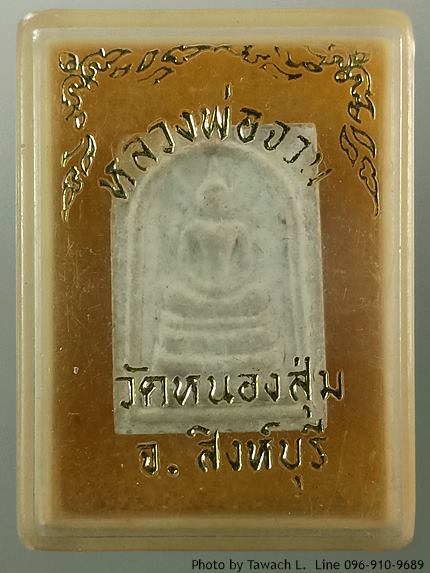 หลวงพ่อจวน
วัดหนองสุ่ม
จ. สิงห์บุรี
Photo by Tawach L. Line 096-910-9689